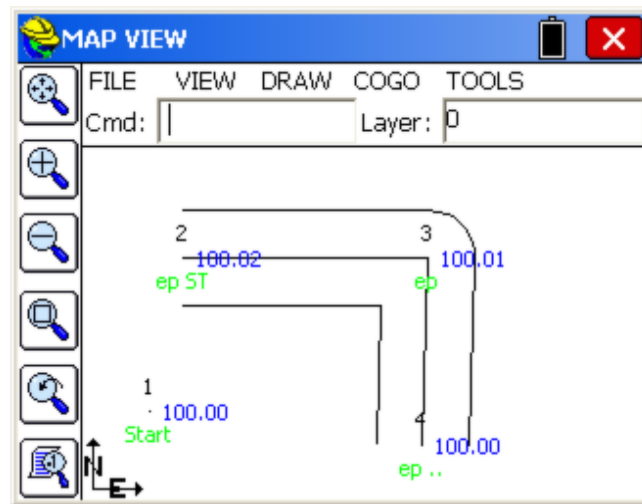 MAP VIEW
FILE VIEW DRAW COGO TOOLS
Cmd: Layer: 0
2 3
100.02 100.01
ep ST ep
1
100.00
4
Start
100.00
N
ep ..
E